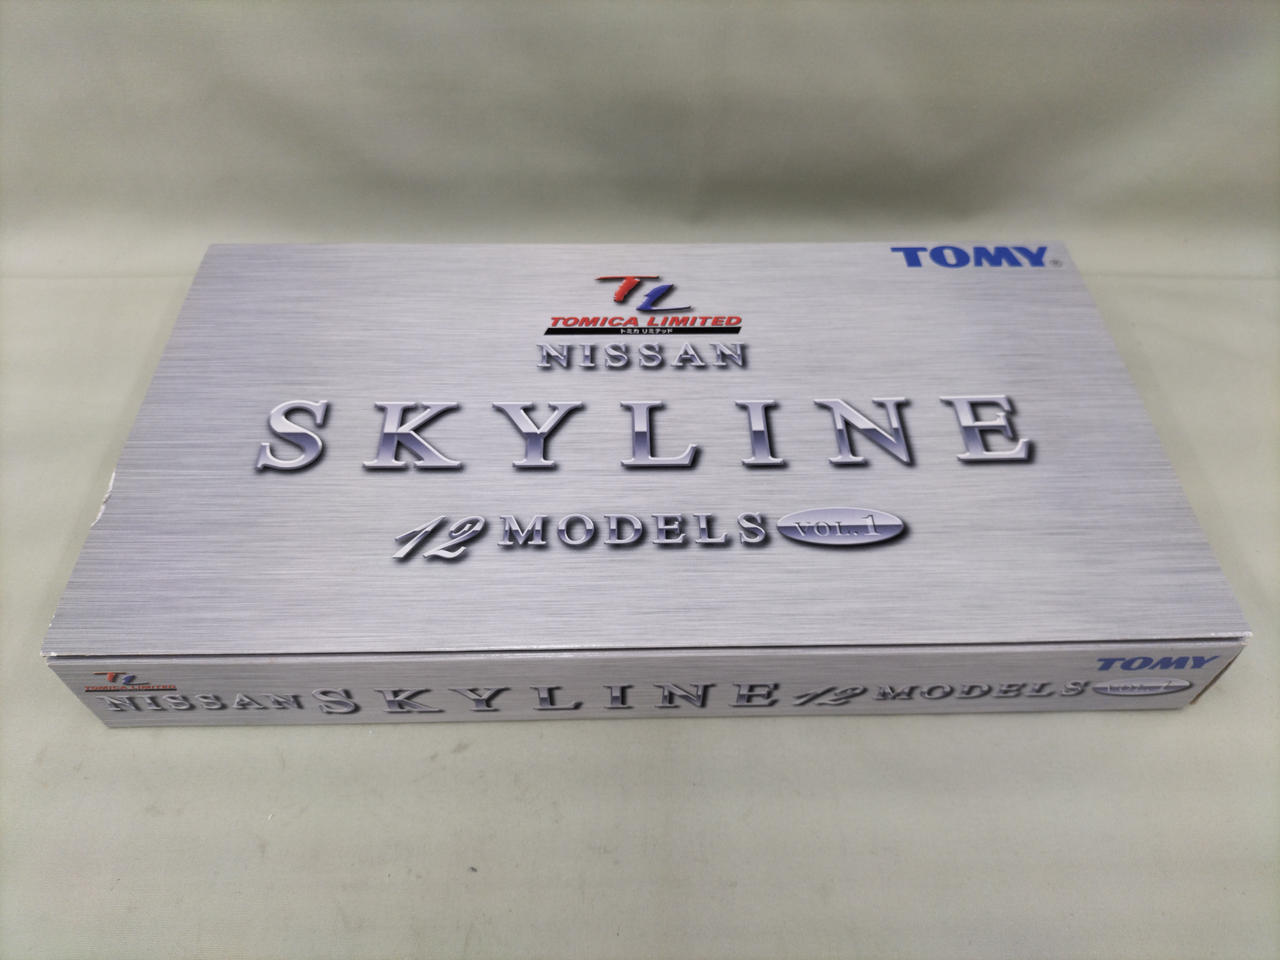 TOMY®
TL
TOMICA LIMITED
トミカ リミテッド
NISSAN
SKYLINE
12 MODELS VOL.1
TL
TOMICA LIMITED
NISSAN SKYLINE 12 MODELS
TOMY